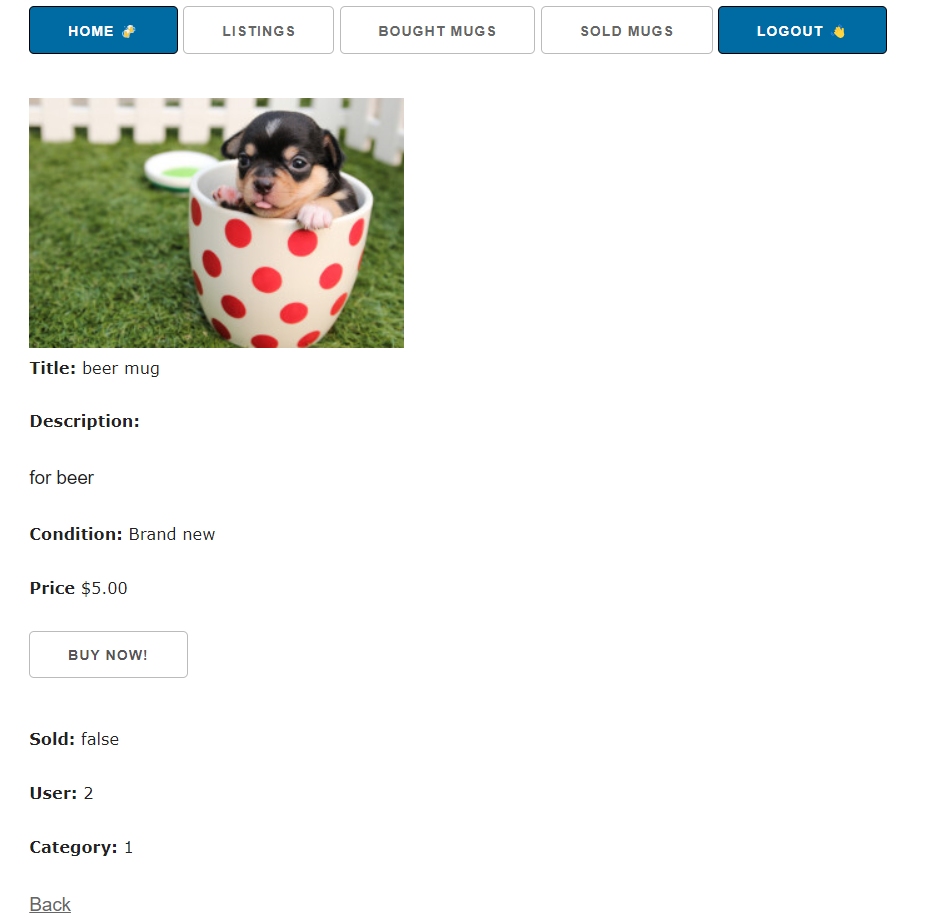 HOME
LISTINGS
BOUGHT MUGS
SOLD MUGS
LOGOUT 👋
Title: beer mug
Description:
for beer
Condition: Brand new
Price $5.00
BUY NOW!
Sold: false
User: 2
Category: 1
Back